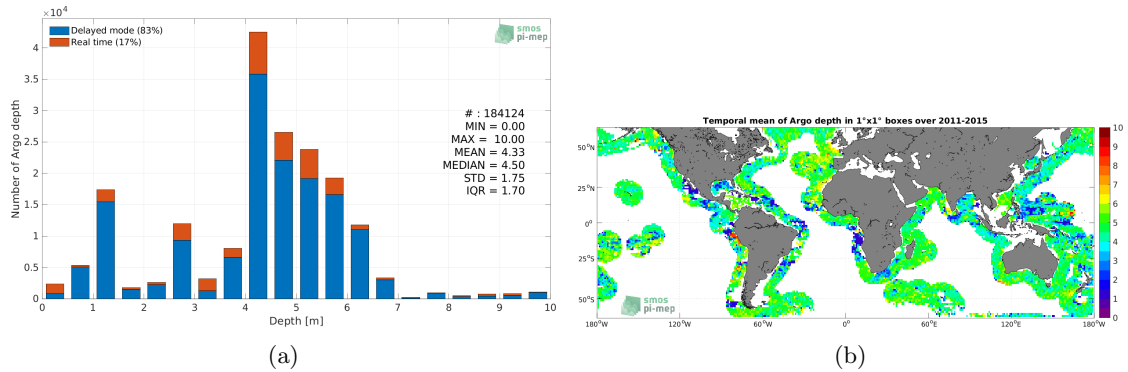 ×10⁴
Delayed mode (83%)
Real time (17%)
smos
pi-mep
4
3.5
3
2.5
2
1.5
1
0.5
0
Number of Argo depth
# : 184124
MIN = 0.00
MAX = 10.00
MEAN = 4.33
MEDIAN = 4.50
STD = 1.75
IQR = 1.70
1 2 3 4 5 6 7 8 9 10
Depth [m]
(a)
Temporal mean of Argo depth in 1°x1° boxes over 2011-2015
50°N
25°N
0°
25°S
50°S
180°W 120°W 60°W 0° 60°E 120°E 180°W
smos
pi-mep
10
9
8
7
6
5
4
3
2
1
0
(b)